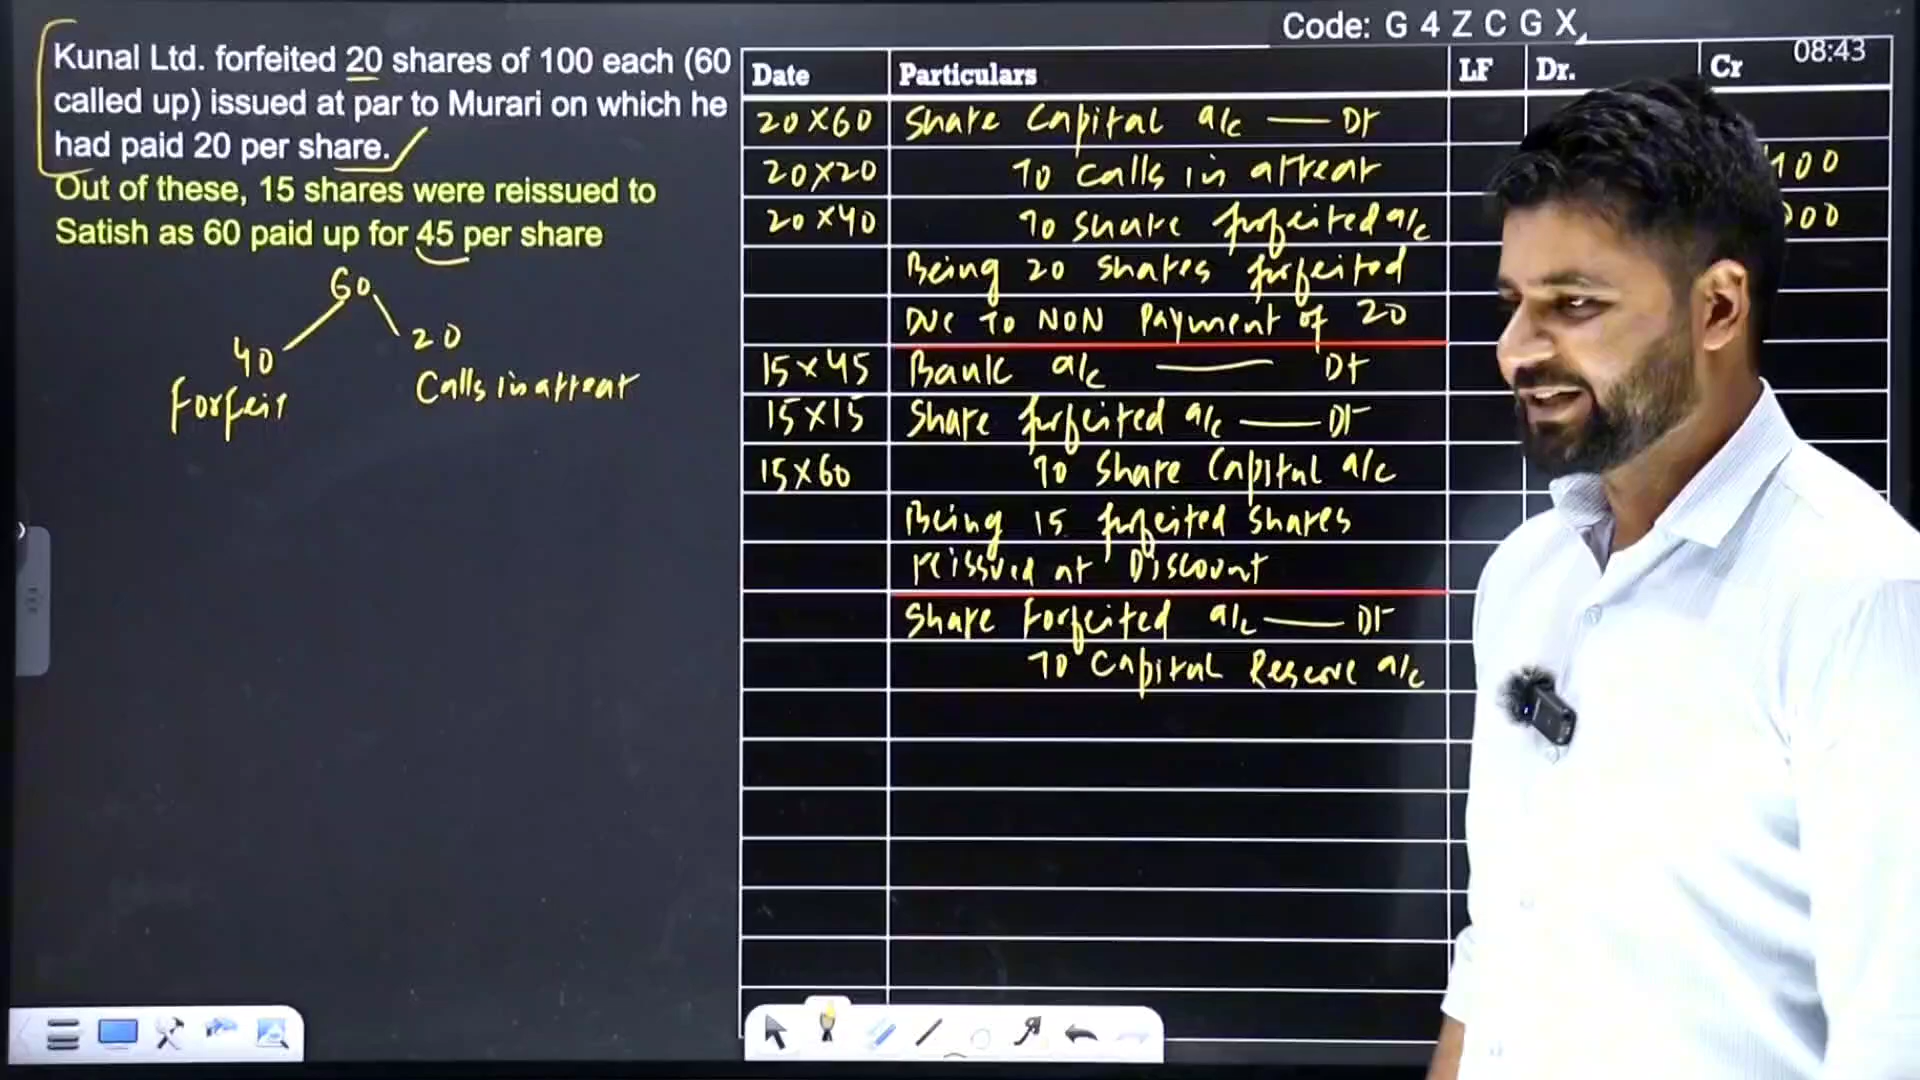 Code: G 4 Z C G X
08:43
Kunal Ltd. forfeited 20 shares of 100 each (60
called up) issued at par to Murari on which he
had paid 20 per share.
Out of these, 15 shares were reissued to
Satish as 60 paid up for 45 per share
60
40 20
Forfeit Calls in arrear
Date Particulars LF Dr. Cr
20×60 Share Capital a/c — Dr
20×20 To Calls in arrear 400
20×40 To Share forfeited a/c 00
Being 20 shares forfeited
Due To NON Payment of 20
15×45 Bank a/c — Dr
15×15 Share forfeited a/c — Dr
15×60 To Share Capital a/c
Being 15 forfeited shares
reissued at Discount
Share Forfeited a/c — Dr
To Capital Reserve a/c